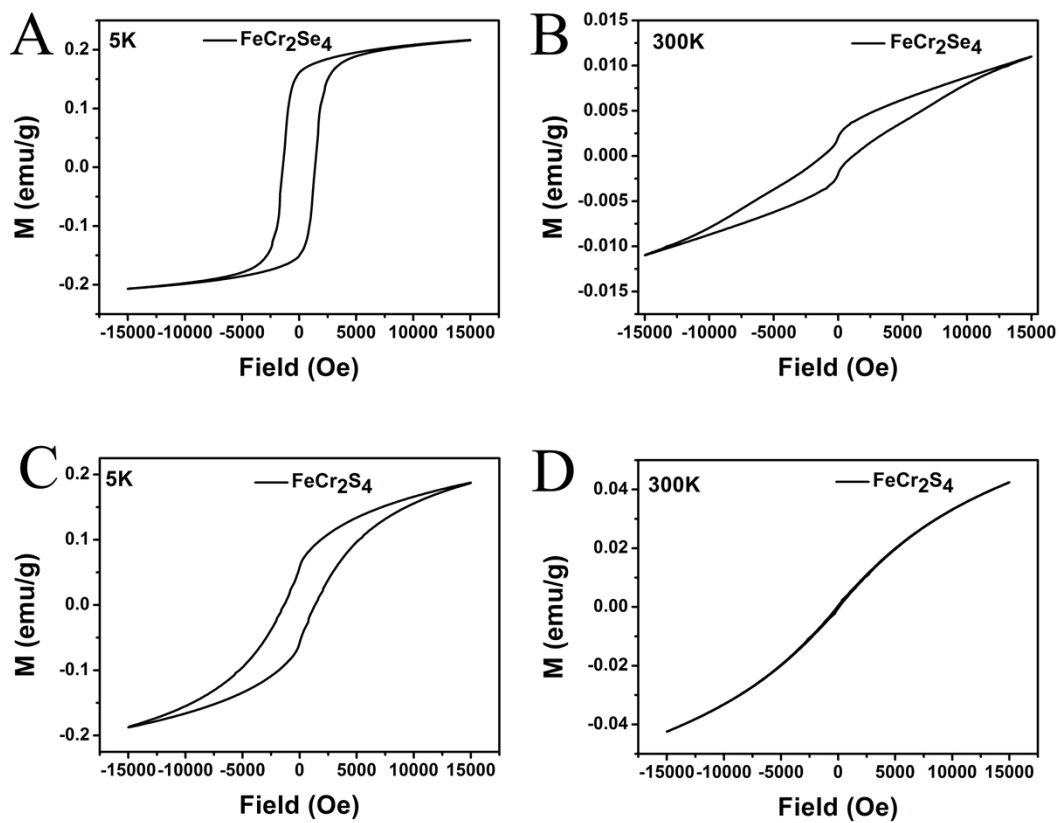 A
5K
FeCr₂Se₄
0.2
0.1
0.0
-0.1
-0.2
M (emu/g)
-15000 -10000 -5000 0 5000 10000 15000
Field (Oe)
B
300K
FeCr₂Se₄
0.015
0.010
0.005
0.000
-0.005
-0.010
-0.015
M (emu/g)
-15000 -10000 -5000 0 5000 10000 15000
Field (Oe)
C
5K
FeCr₂S₄
0.2
0.1
0.0
-0.1
-0.2
M (emu/g)
-15000 -10000 -5000 0 5000 10000 15000
Field (Oe)
D
300K
FeCr₂S₄
0.04
0.02
0.00
-0.02
-0.04
M (emu/g)
-15000 -10000 -5000 0 5000 10000 15000
Field (Oe)